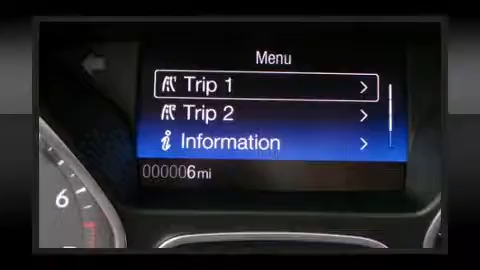 Menu
Trip 1
Trip 2
Information
000006mi
6